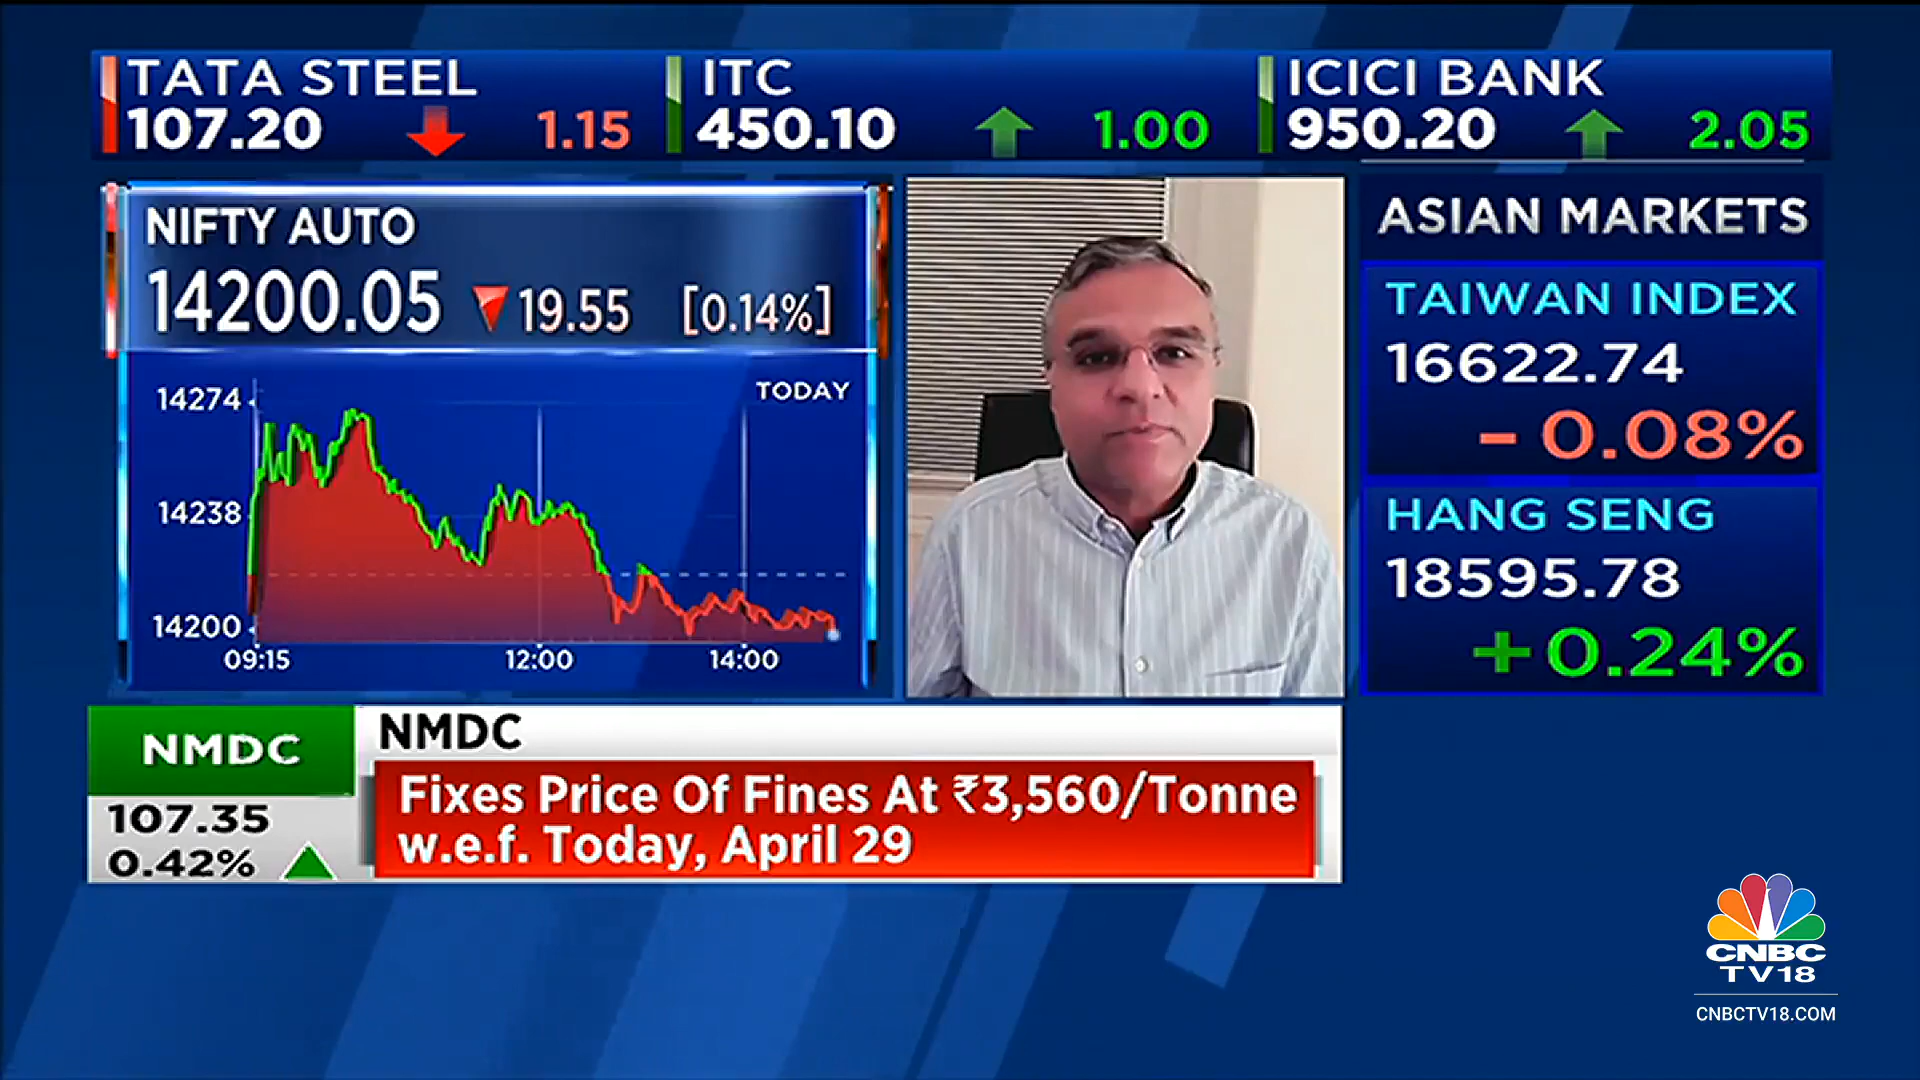 TATA STEEL
107.20 1.15
ITC
450.10 1.00
ICICI BANK
950.20 2.05
NIFTY AUTO
14200.05 19.55 [0.14%]
TODAY
14274
14238
14200
09:15 12:00 14:00
ASIAN MARKETS
TAIWAN INDEX
16622.74
- 0.08%
HANG SENG
18595.78
+0.24%
NMDC
107.35
0.42%
NMDC
Fixes Price Of Fines At ₹3,560/Tonne
w.e.f. Today, April 29
CNBC
TV18
CNBCTV18.COM